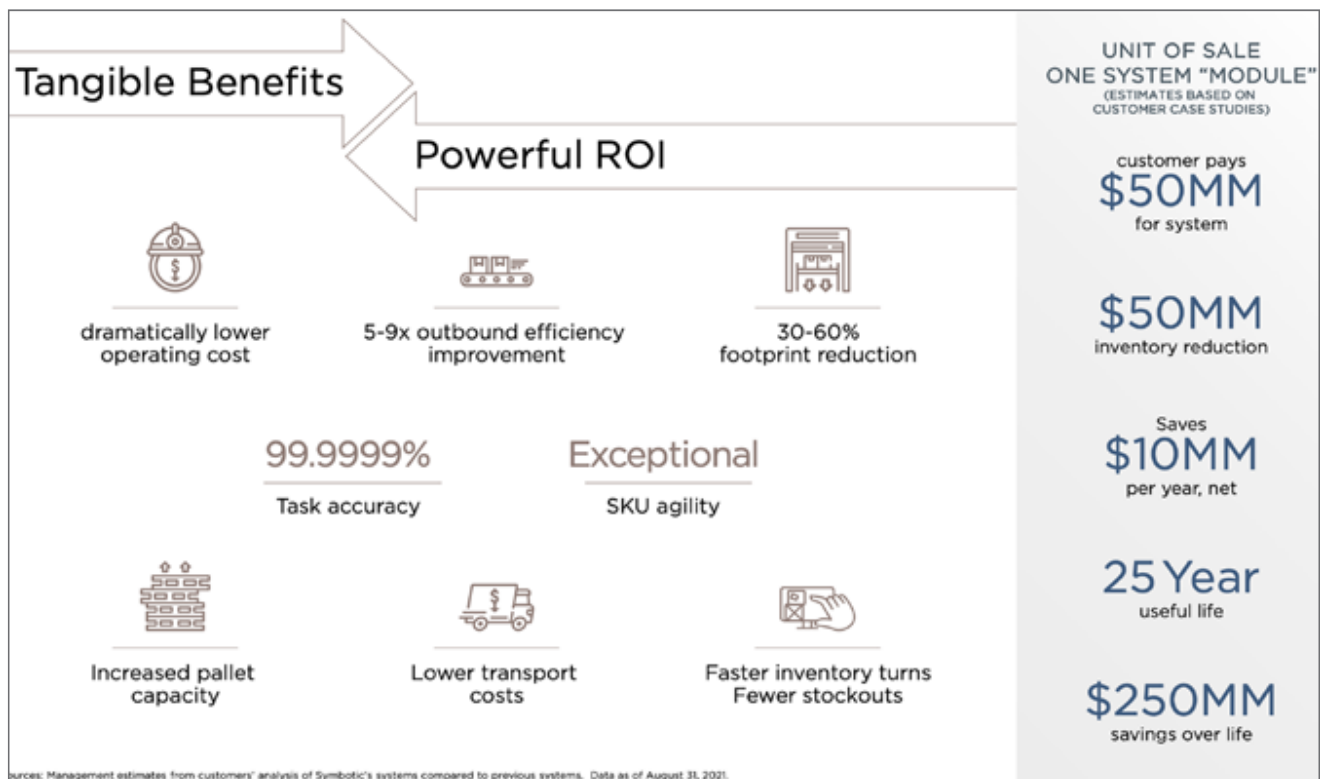 Tangible Benefits
Powerful ROI
dramatically lower
operating cost
5-9x outbound efficiency
improvement
30-60%
footprint reduction
99.9999%
Task accuracy
Exceptional
SKU agility
Increased pallet
capacity
Lower transport
costs
Faster inventory turns
Fewer stockouts
UNIT OF SALE
ONE SYSTEM “MODULE”
(ESTIMATES BASED ON
CUSTOMER CASE STUDIES)
customer pays
$50MM
for system
$50MM
inventory reduction
Saves
$10MM
per year, net
25 Year
useful life
$250MM
savings over life
urces: Management estimates from customers' analysis of Symbotic's systems compared to previous systems. Data as of August 31, 2021.